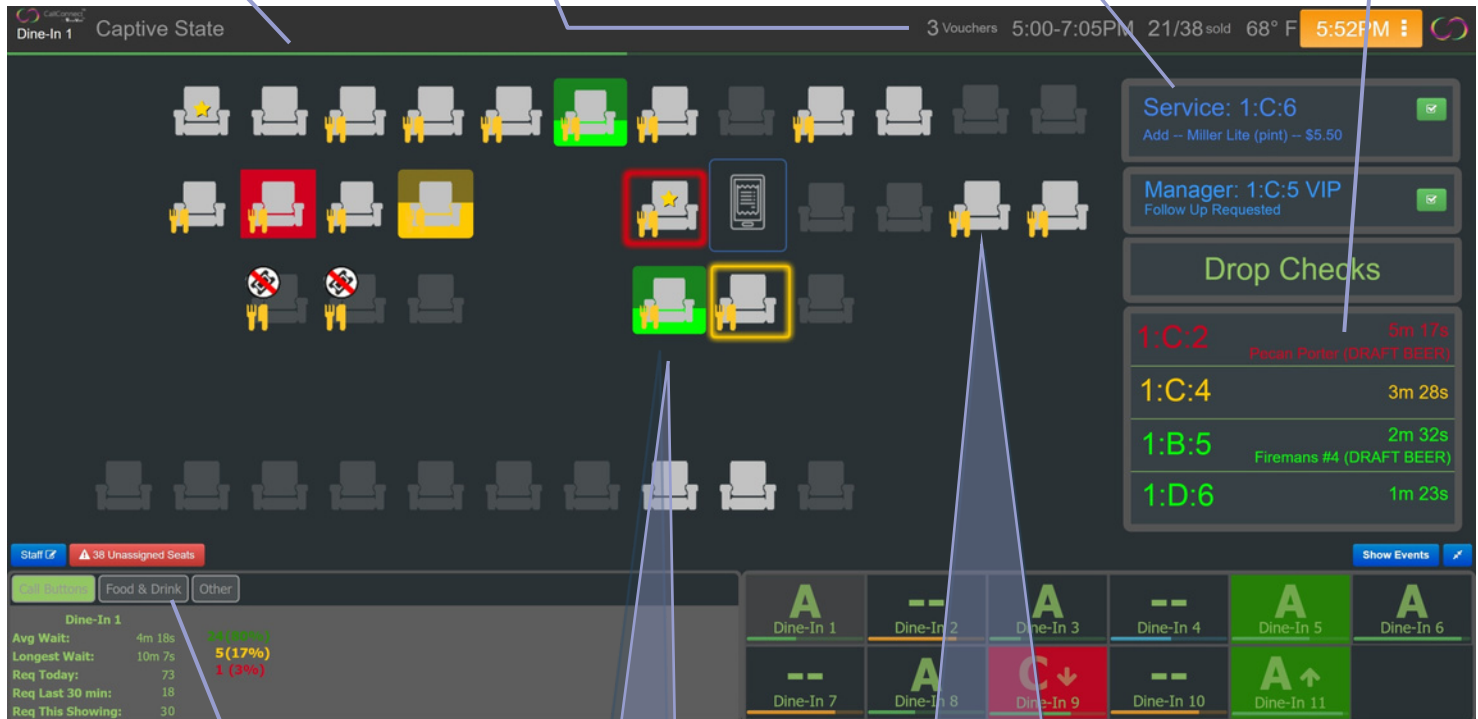 CallConnect
Dine-In 1 Captive State 3 Vouchers 5:00-7:05PM 21/38 sold 68° F 5:52PM
Service: 1:C:6
Add -- Miller Lite (pint) -- $5.50
Manager: 1:C:5 VIP
Follow Up Requested
Drop Checks
1:C:2 5m 17s
Pecan Porter (DRAFT BEER)
1:C:4 3m 28s
1:B:5 2m 32s
Firemans #4 (DRAFT BEER)
1:D:6 1m 23s
Staff 38 Unassigned Seats Show Events
Call Buttons Food & Drink Other
Dine-In 1
Avg Wait: 4m 18s
Longest Wait: 10m 7s 5(17%)
Req Today: 73 1 (3%)
Req Last 30 min: 18
Req This Showing: 30
A -- A -- A A
Dine-In 1 Dine-In 2 Dine-In 3 Dine-In 4 Dine-In 5 Dine-In 6
-- A C -- A
Dine-In 7 Dine-In 8 Dine-In 9 Dine-In 10 Dine-In 11